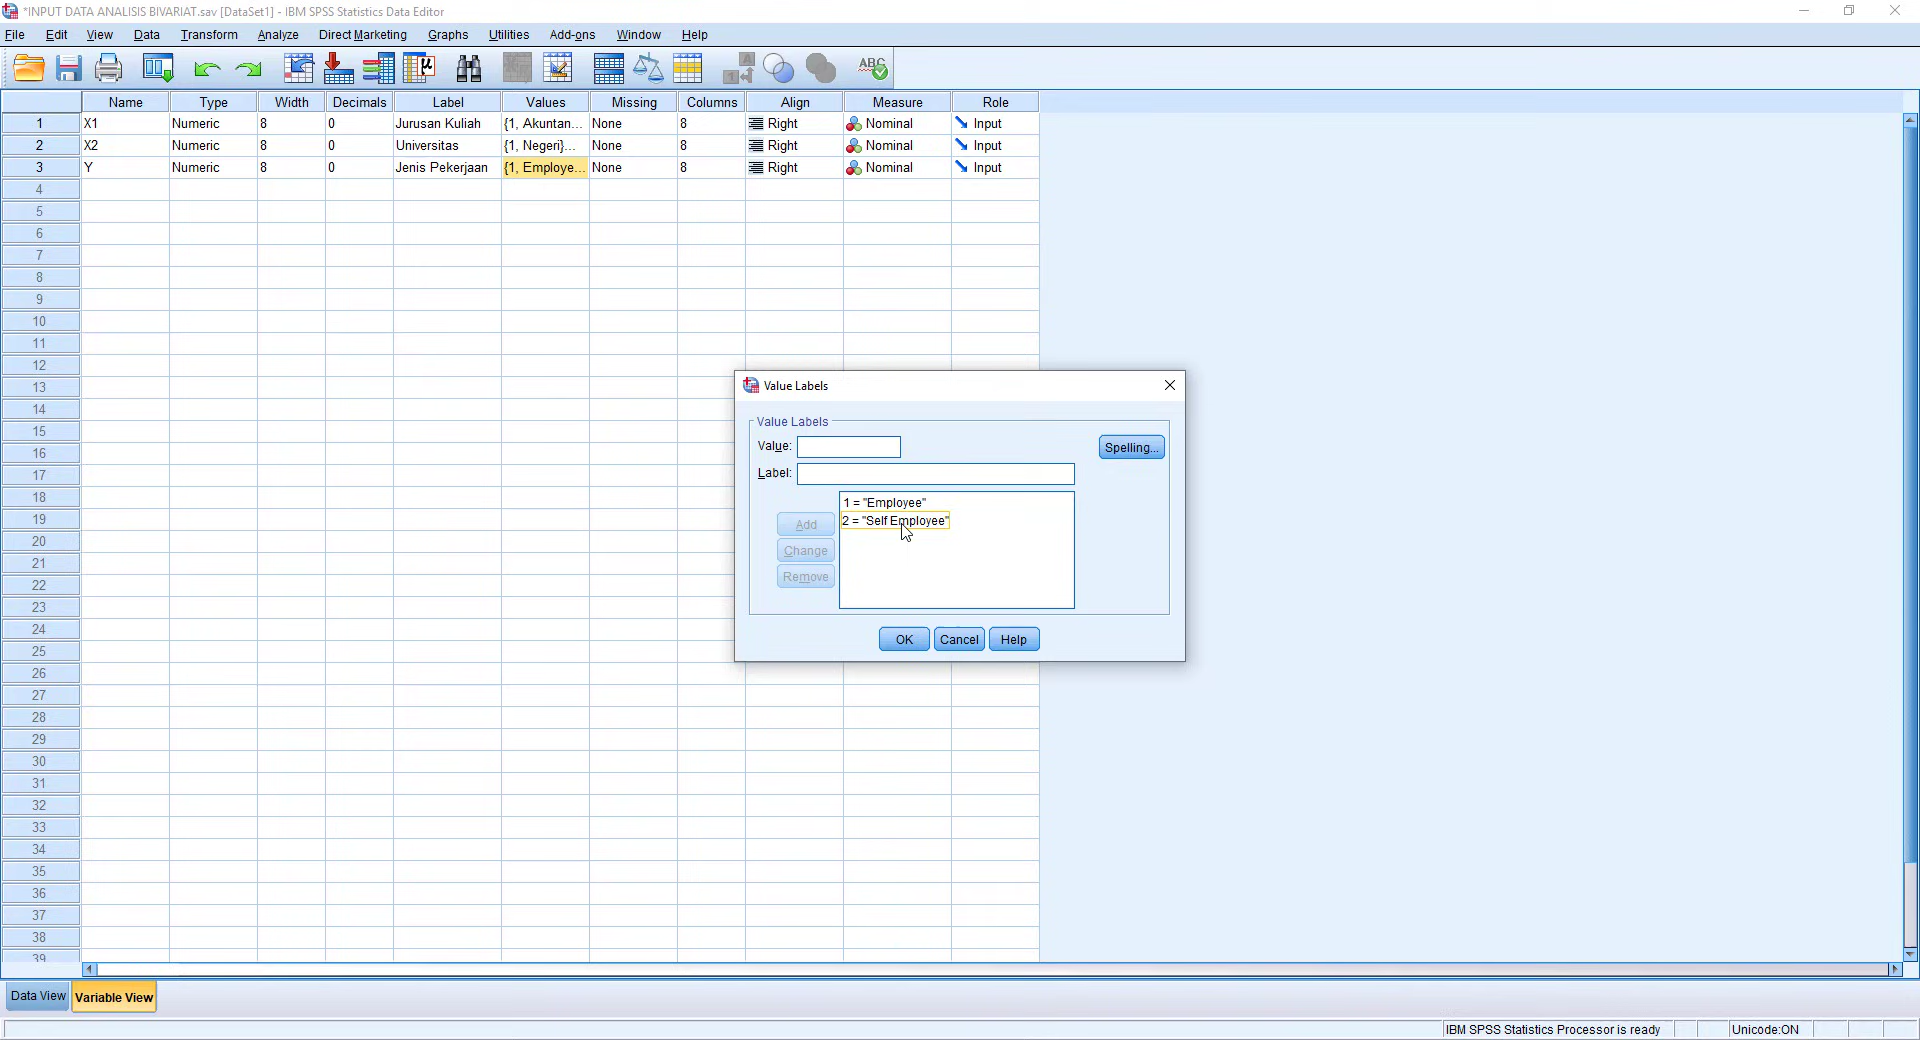 *INPUT DATA ANALISIS BIVARIAT.sav [DataSet1] - IBM SPSS Statistics Data Editor
File Edit View Data Transform Analyze Direct Marketing Graphs Utilities Add-ons Window Help
Name Type Width Decimals Label Values Missing Columns Align Measure Role
1 X1 Numeric 8 0 Jurusan Kuliah {1, Akuntan... None 8 Right Nominal Input
2 X2 Numeric 8 0 Universitas {1, Negeri}... None 8 Right Nominal Input
3 Y Numeric 8 0 Jenis Pekerjaan {1, Employe... None 8 Right Nominal Input
4
5
6
7
8
9
10
11
12
13
14
15
16
17
18
19
20
21
22
23
24
25
26
27
28
29
30
31
32
33
34
35
36
37
38
39
Value Labels
Value Labels
Value:
Spelling...
Label:
1 = "Employee"
2 = "Self Employee"
Add
Change
Remove
OK Cancel Help
Data View Variable View
IBM SPSS Statistics Processor is ready Unicode:ON